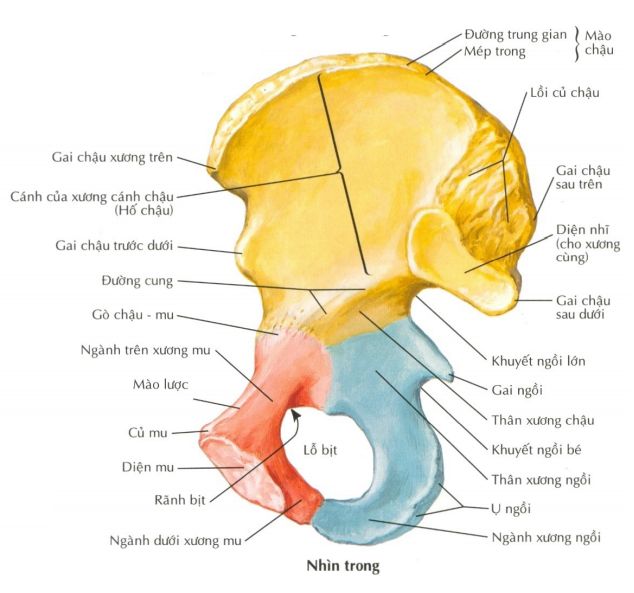 Đường trung gian
Mép trong
Mào
chậu
Lồi củ chậu
Gai chậu xương trên
Gai chậu
sau trên
Cánh của xương cánh chậu
(Hố chậu)
Diện nhĩ
(cho xương
cùng)
Gai chậu trước dưới
Đường cung
Gai chậu
sau dưới
Gò chậu - mu
Ngành trên xương mu
Khuyết ngồi lớn
Mào lược
Gai ngồi
Thân xương chậu
Củ mu
Lỗ bịt
Khuyết ngồi bé
Diện mu
Thân xương ngồi
Rãnh bịt
Ụ ngồi
Ngành dưới xương mu
Ngành xương ngồi
Nhìn trong